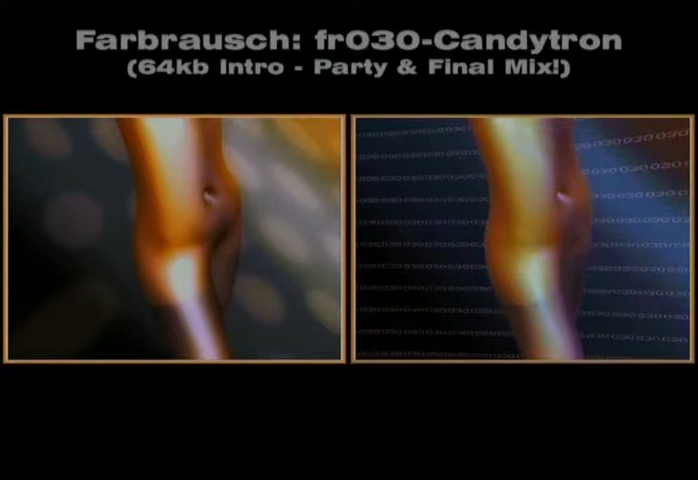 Farbrausch: fr030-Candytron
(64kb Intro - Party & Final Mix!)